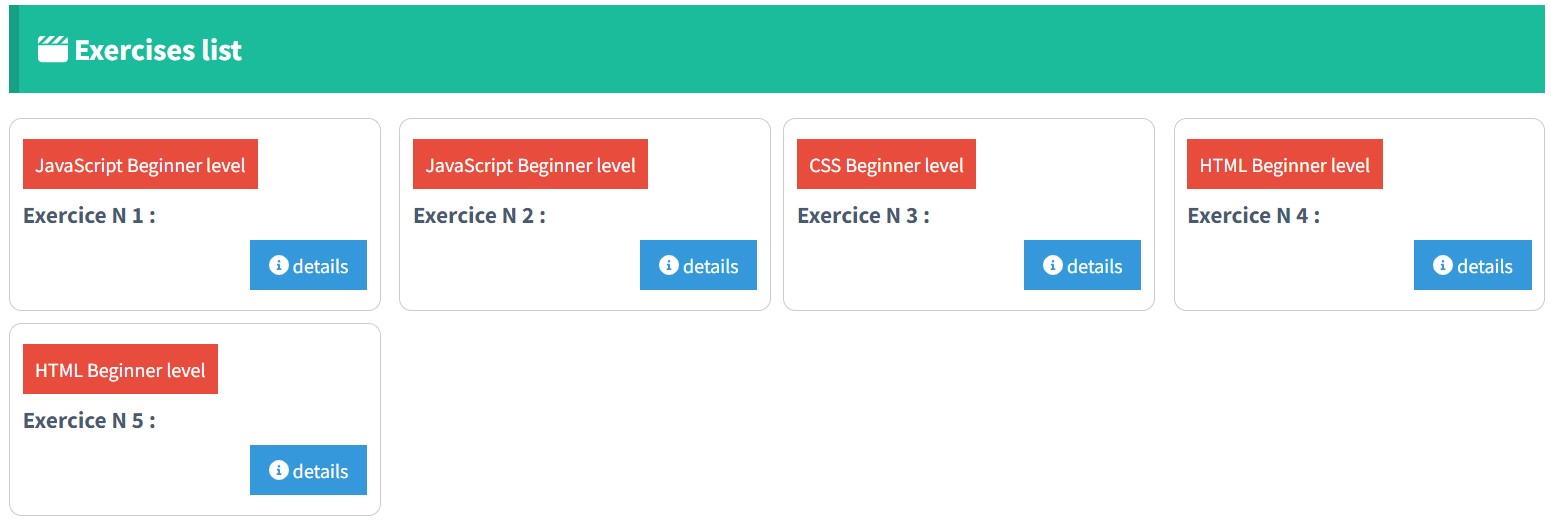 Exercises list
JavaScript Beginner level
Exercice N 1 :
details
JavaScript Beginner level
Exercice N 2 :
details
CSS Beginner level
Exercice N 3 :
details
HTML Beginner level
Exercice N 4 :
details
HTML Beginner level
Exercice N 5 :
details